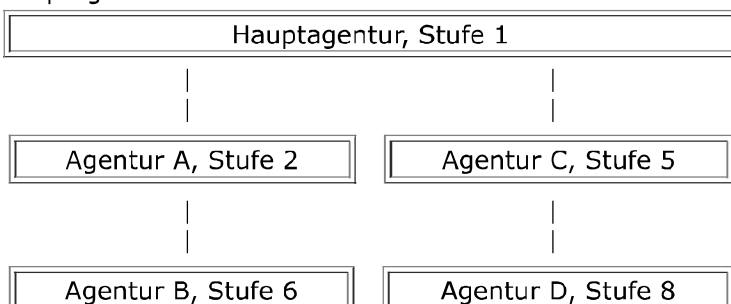 Hauptagentur, Stufe 1
Agentur A, Stufe 2
Agentur C, Stufe 5
Agentur B, Stufe 6
Agentur D, Stufe 8